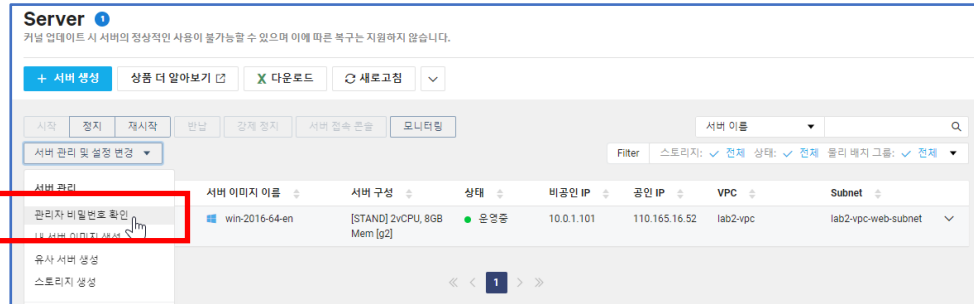 Server 1
커널 업데이트 시 서버의 정상적인 사용이 불가능할 수 있으며 이에 따른 복구는 지원하지 않습니다.
+ 서버 생성 상품 더 알아보기 다운로드 새로고침
시작 정지 재시작 반납 강제 정지 서버 접속 콘솔 모니터링 서버 이름
서버 관리 및 설정 변경 Filter 스토리지: 전체 상태: 전체 물리 배치 그룹: 전체
서버 관리 서버 이미지 이름 서버 구성 상태 비공인 IP 공인 IP VPC Subnet
관리자 비밀번호 확인 win-2016-64-en [STAND] 2vCPU, 8GB 운영중 10.0.1.101 110.165.16.52 lab2-vpc lab2-vpc-web-subnet
Mem [g2]
내 서버 이미지 생성
유사 서버 생성
스토리지 생성 « < 1 > »